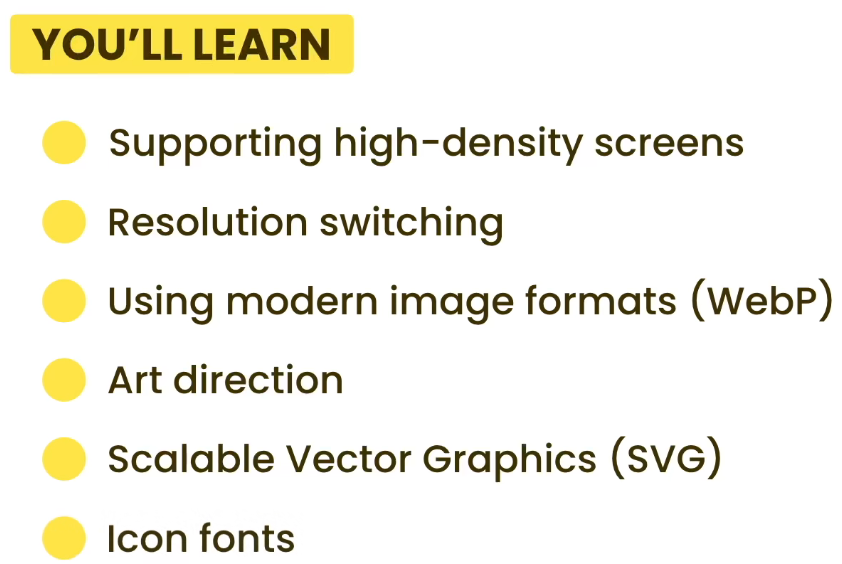 YOU’LL LEARN
Supporting high-density screens
Resolution switching
Using modern image formats (WebP)
Art direction
Scalable Vector Graphics (SVG)
Icon fonts